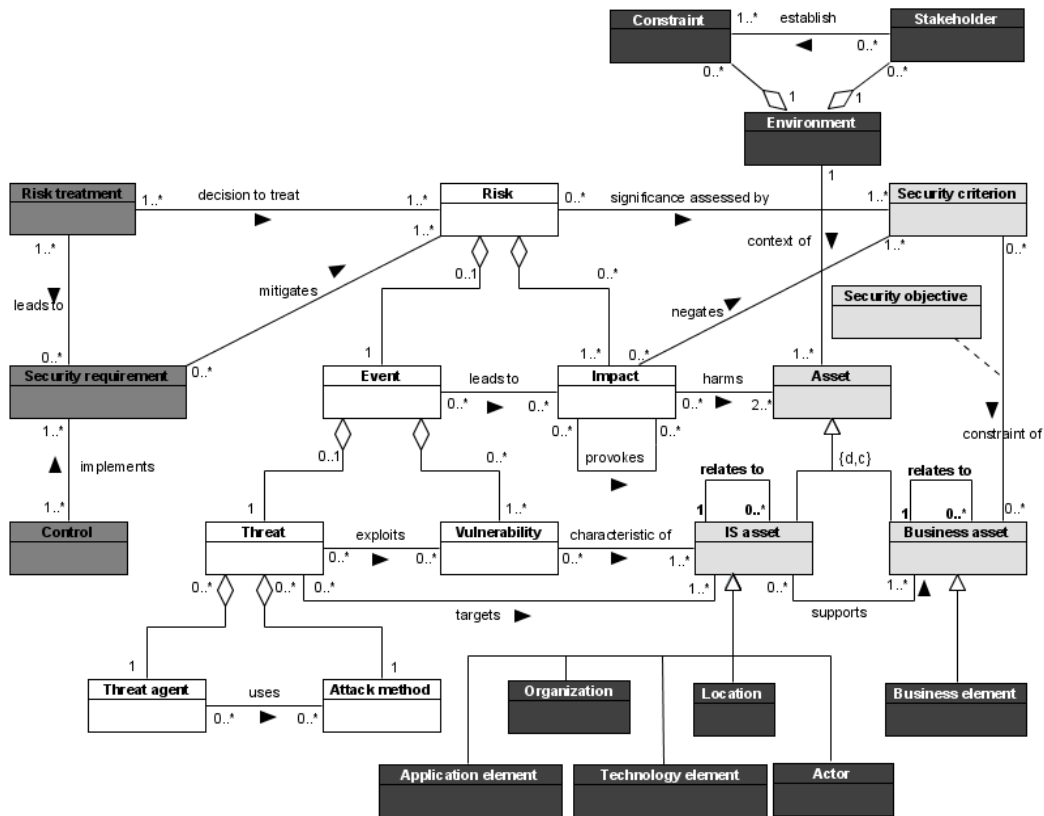 Constraint
1..*
establish
0..*
Stakeholder
0..*
1
1
0..*
Environment
1
Risk treatment
1..*
decision to treat
1..*
Risk
0..*
significance assessed by
1..*
Security criterion
1..*
1..*
0..1
0..*
context of
1..*
0..*
leads to
mitigates
negates
Security objective
0..*
0..*
1
1..*
0..*
1..*
Security requirement
Event
0..*
leads to
0..*
Impact
0..*
harms
2..*
Asset
1..*
0..*
provokes
0..*
constraint of
implements
0..1
0..*
{d,c}
relates to
relates to
1..*
1
1..*
1
0..*
1
0..*
0..*
Control
Threat
0..*
exploits
0..*
Vulnerability
0..*
characteristic of
1..*
IS asset
Business asset
0..*
0..*
0..*
targets
1..*
0..*
supports
1..*
1
1
Threat agent
0..*
uses
0..*
Attack method
Organization
Location
Business element
Application element
Technology element
Actor